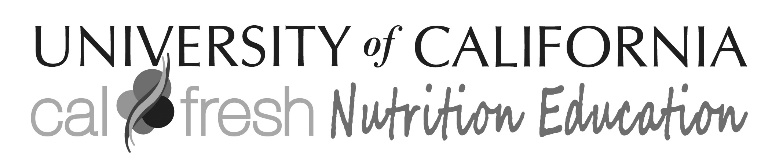 UNIVERSITY of CALIFORNIA
cal fresh Nutrition Education